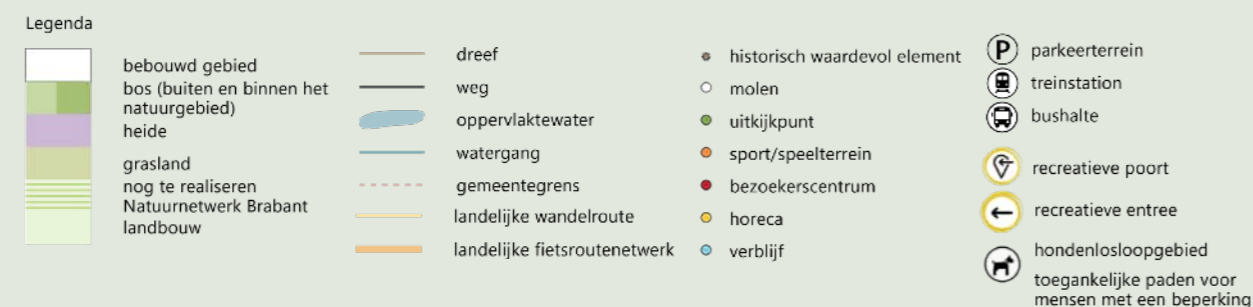 Legenda
bebouwd gebied
bos (buiten en binnen het
natuurgebied)
heide
grasland
nog te realiseren
Natuurnetwerk Brabant
landbouw
dreef
weg
oppervlaktewater
watergang
gemeentegrens
landelijke wandelroute
landelijke fietsroutenetwerk
historisch waardevol element
molen
uitkijkpunt
sport/speelterrein
bezoekerscentrum
horeca
verblijf
P parkeerterrein
treinstation
bushalte
recreatieve poort
recreatieve entree
hondenlosloopgebied
toegankelijke paden voor
mensen met een beperking